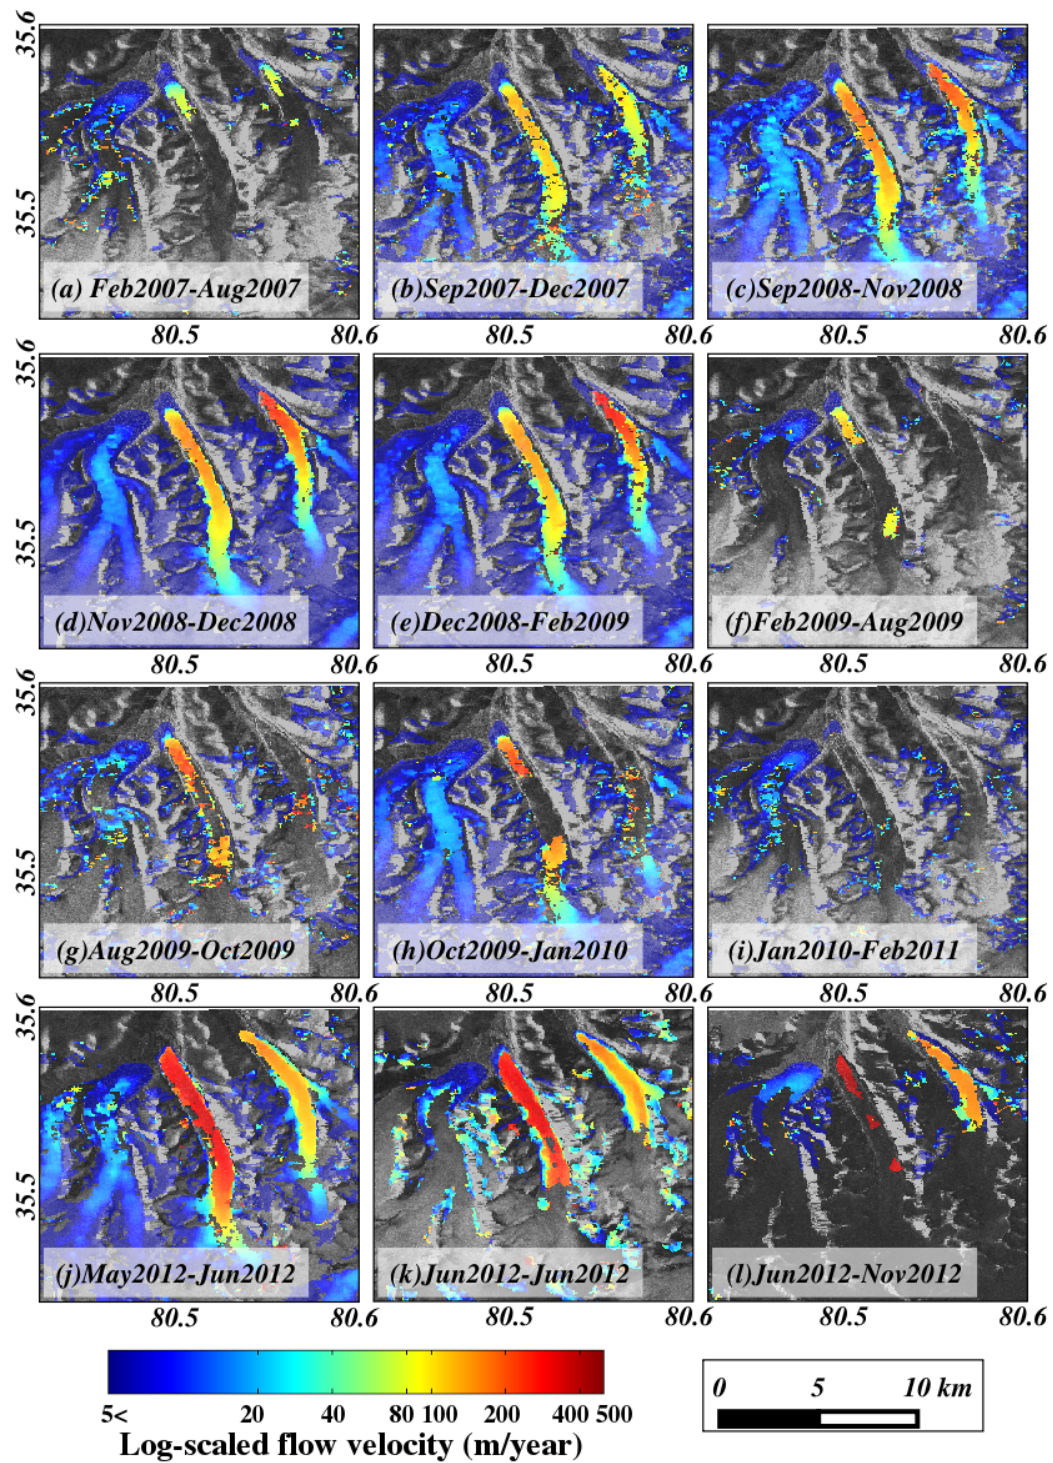 35.6
35.5
(a) Feb2007-Aug2007
(b)Sep2007-Dec2007
(c)Sep2008-Nov2008
80.5 80.6 80.5 80.6 80.5 80.6
35.6
35.5
(d)Nov2008-Dec2008
(e)Dec2008-Feb2009
(f)Feb2009-Aug2009
80.5 80.6 80.5 80.6 80.5 80.6
35.6
35.5
(g)Aug2009-Oct2009
(h)Oct2009-Jan2010
(i)Jan2010-Feb2011
80.5 80.6 80.5 80.6 80.5 80.6
35.6
35.5
(j)May2012-Jun2012
(k)Jun2012-Jun2012
(l)Jun2012-Nov2012
80.5 80.6 80.5 80.6 80.5 80.6
5< 20 40 80 100 200 400 500
Log-scaled flow velocity (m/year)
0 5 10 km